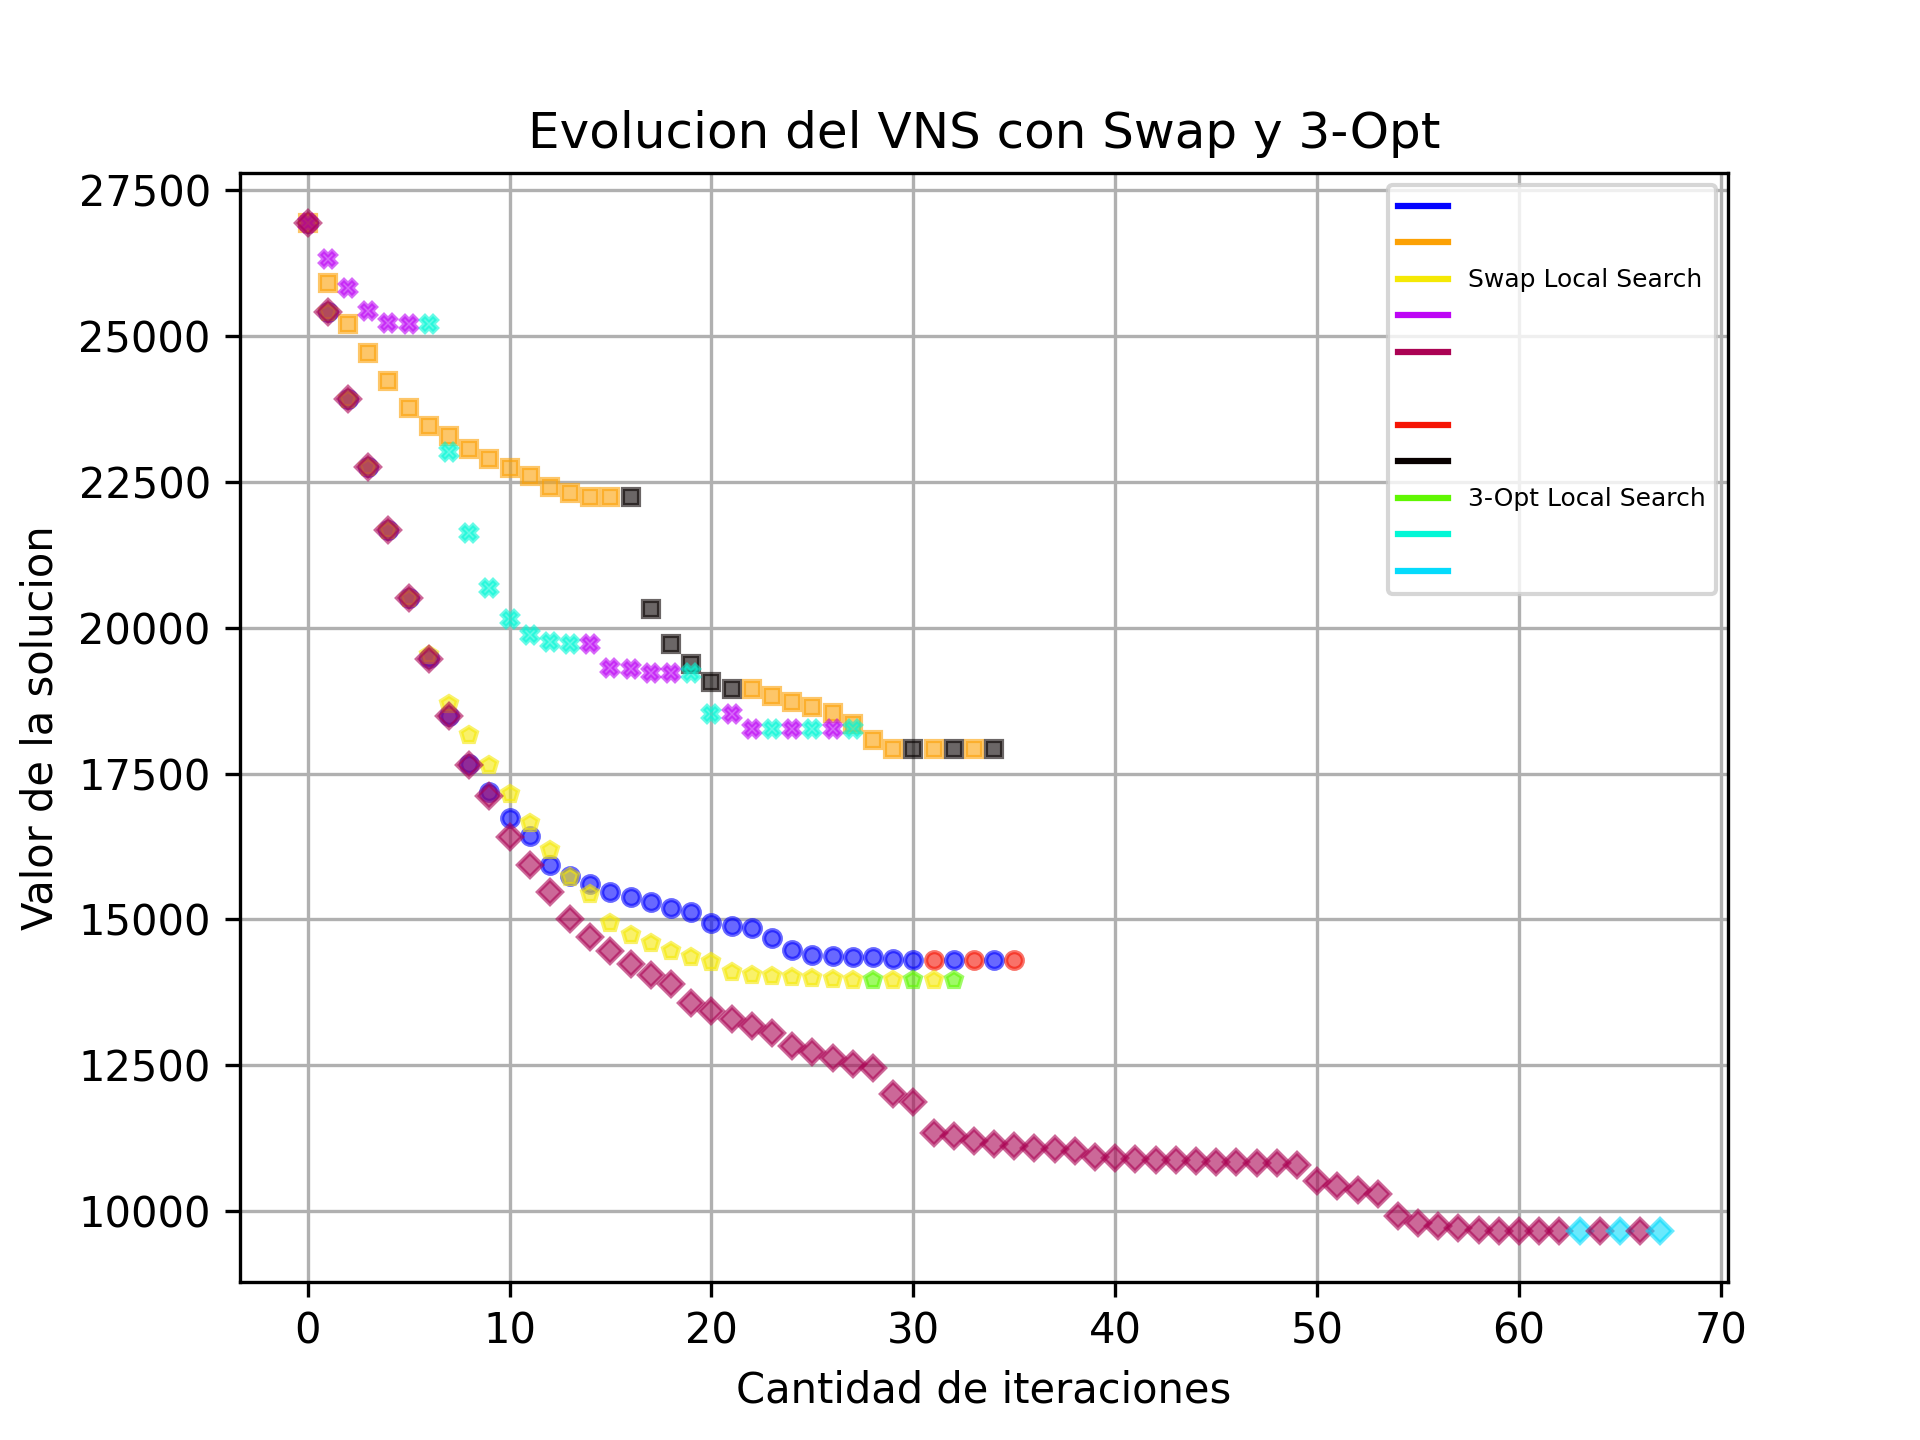 Evolucion del VNS con Swap y 3-Opt
27500
25000
22500
20000
17500
15000
12500
10000
Valor de la solucion
Swap Local Search
3-Opt Local Search
0 10 20 30 40 50 60 70
Cantidad de iteraciones